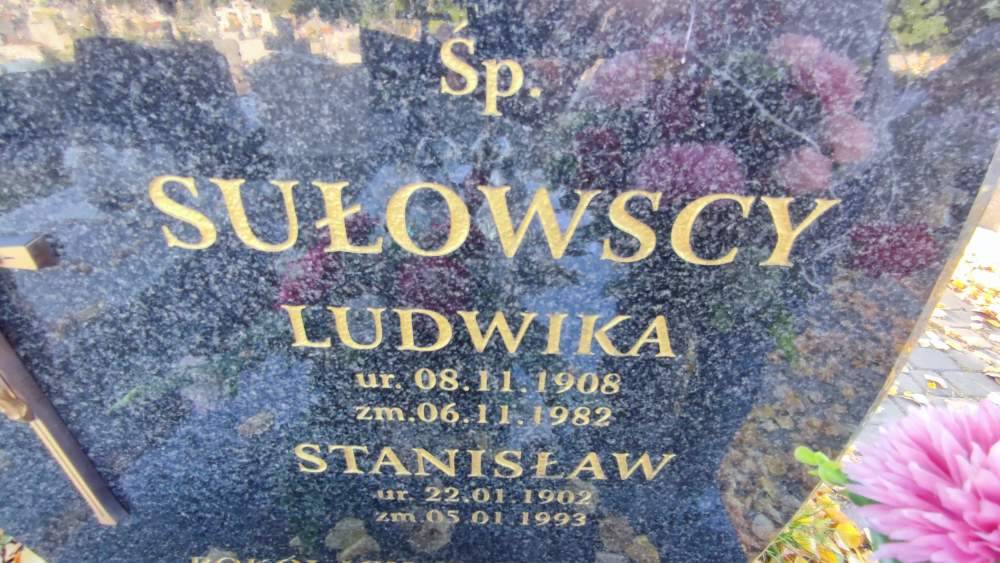 Śp.
SUŁOWSCY
LUDWIKA
ur. 08.11.1908
zm.06.11.1982
STANISŁAW
ur. 22.01.1902
zm.05.01.1993